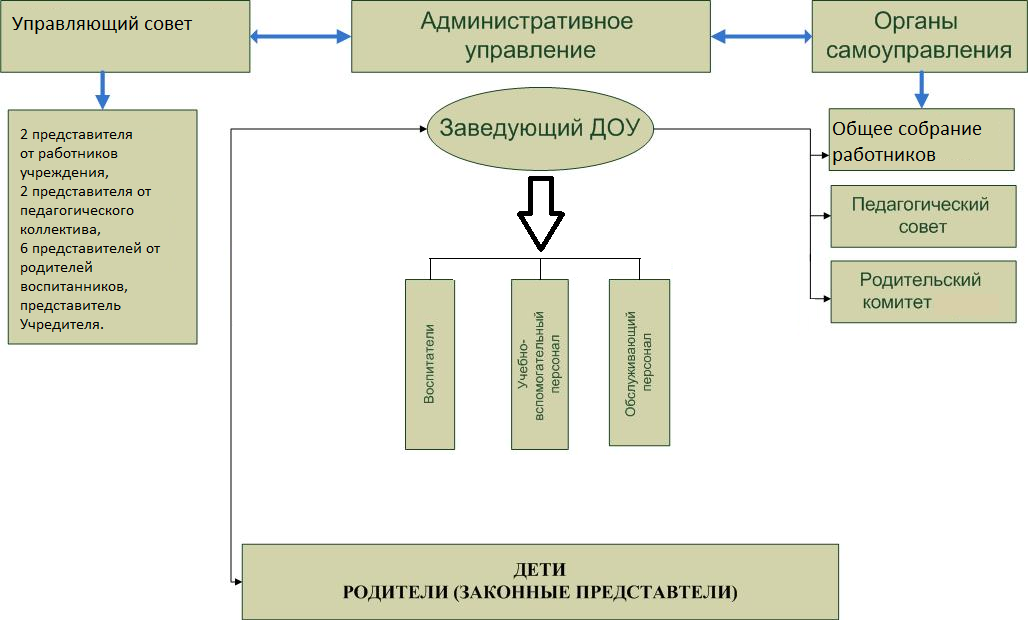 Управляющий совет
Административное
управление
Органы
самоуправления
2 представителя
от работников
учреждения,
2 представителя от
педагогического
коллектива,
6 представителей от
родителей
воспитанников,
представитель
Учредителя.
Заведующий ДОУ
Общее собрание
работников
Педагогический
совет
Родительский
комитет
Воспитатели
Учебно-
вспомогательный
персонал
Обслуживающий
персонал
ДЕТИ
РОДИТЕЛИ (ЗАКОННЫЕ ПРЕДСТАВТЕЛИ)